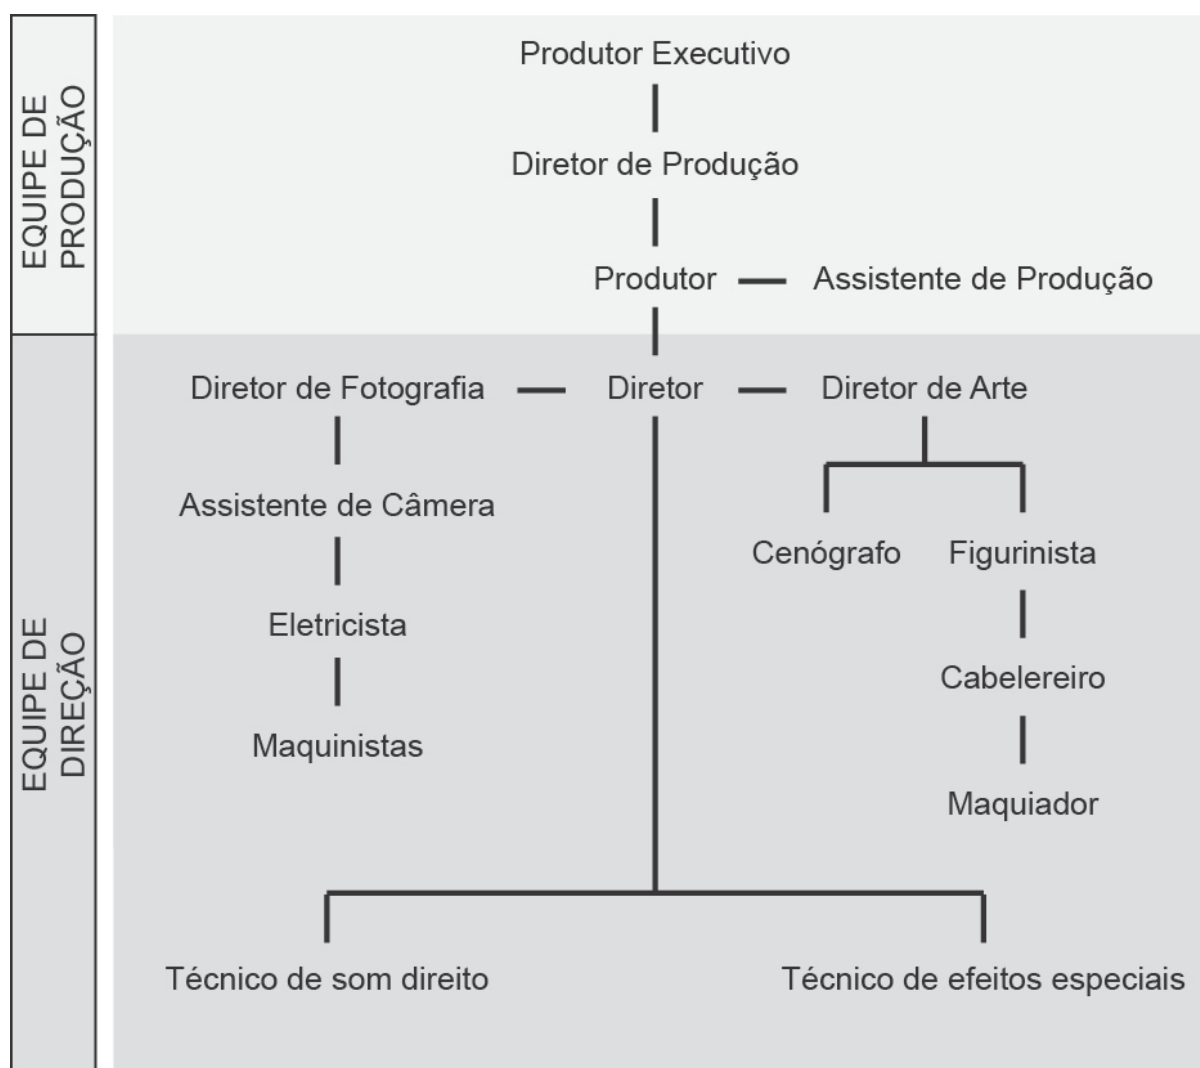 EQUIPE DE
PRODUÇÃO
Produtor Executivo
Diretor de Produção
Produtor
Assistente de Produção
EQUIPE DE
DIREÇÃO
Diretor de Fotografia
Diretor
Diretor de Arte
Assistente de Câmera
Eletricista
Maquinistas
Cenógrafo
Figurinista
Cabelereiro
Maquiador
Técnico de som direito
Técnico de efeitos especiais